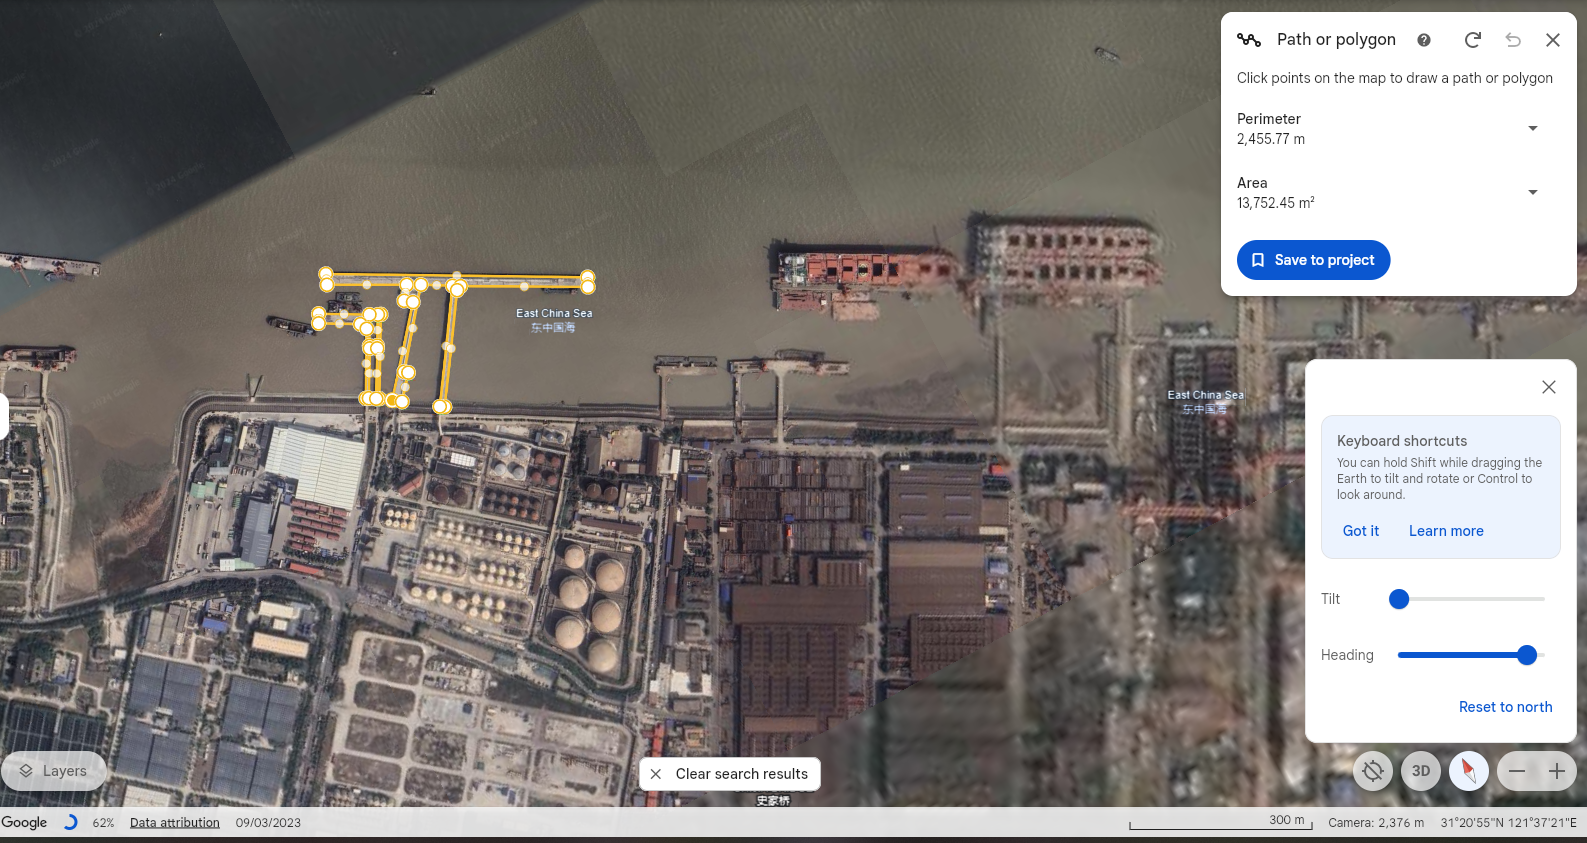 Path or polygon
Click points on the map to draw a path or polygon
Perimeter
2,455.77 m
Area
13,752.45 m²
Save to project
East China Sea
东中国海
East China Sea
东中国海
Keyboard shortcuts
You can hold Shift while dragging the
Earth to tilt and rotate or Control to
look around.
Got it
Learn more
Tilt
Heading
Reset to north
Layers
Clear search results
3D
史家桥
Google
62%
Data attribution
09/03/2023
300 m
Camera: 2,376 m
31°20'55"N 121°37'21"E